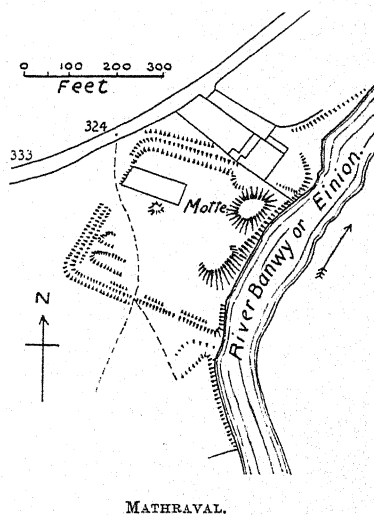 0 100 200 300
Feet
324
333
Motte
River Banwy or Einion.
N
MATHRAVAL.